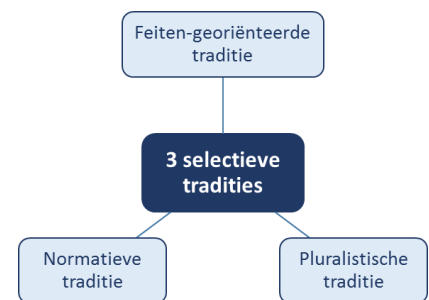 Feiten-georiënteerde
traditie
3 selectieve
tradities
Normatieve
traditie
Pluralistische
traditie